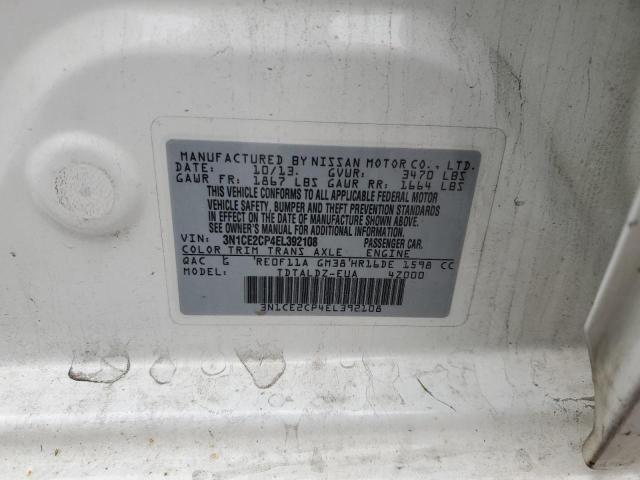 MANUFACTURED BY NISSAN MOTOR CO., LTD.
DATE: 10/13. GVWR: 3470 LBS
GAWR FR: 1867 LBS GAWR RR: 1664 LBS
THIS VEHICLE CONFORMS TO ALL APPLICABLE FEDERAL MOTOR
VEHICLE SAFETY, BUMPER AND THEFT PREVENTION STANDARDS
IN EFFECT ON THE DATE OF MANUFACTURE SHOWN ABOVE.
SEE OWNER'S MANUAL FOR ADDITIONAL INFORMATION.
VIN: 3N1CE2CP4EL392108 PASSENGER CAR.
COLOR TRIM TRANS AXLE ENGINE
QAC G RE0F11A GM38 HR16DE 1598 CC
MODEL: TDTALDZ-EUA 4Z000
3N1CE2CP4EL392108